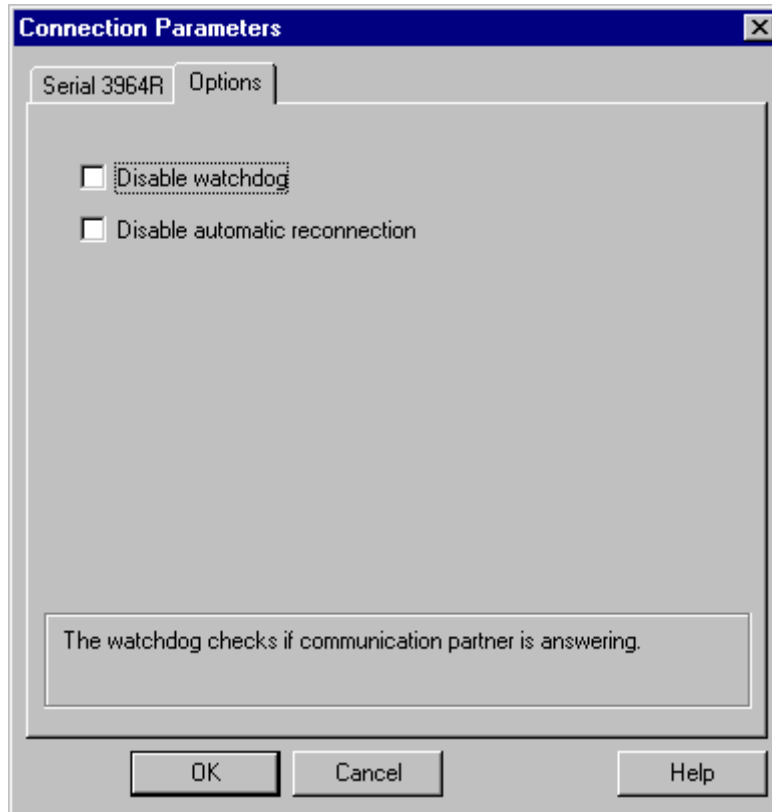 Connection Parameters
Serial 3964R Options
Disable watchdog
Disable automatic reconnection
The watchdog checks if communication partner is answering.
OK Cancel Help